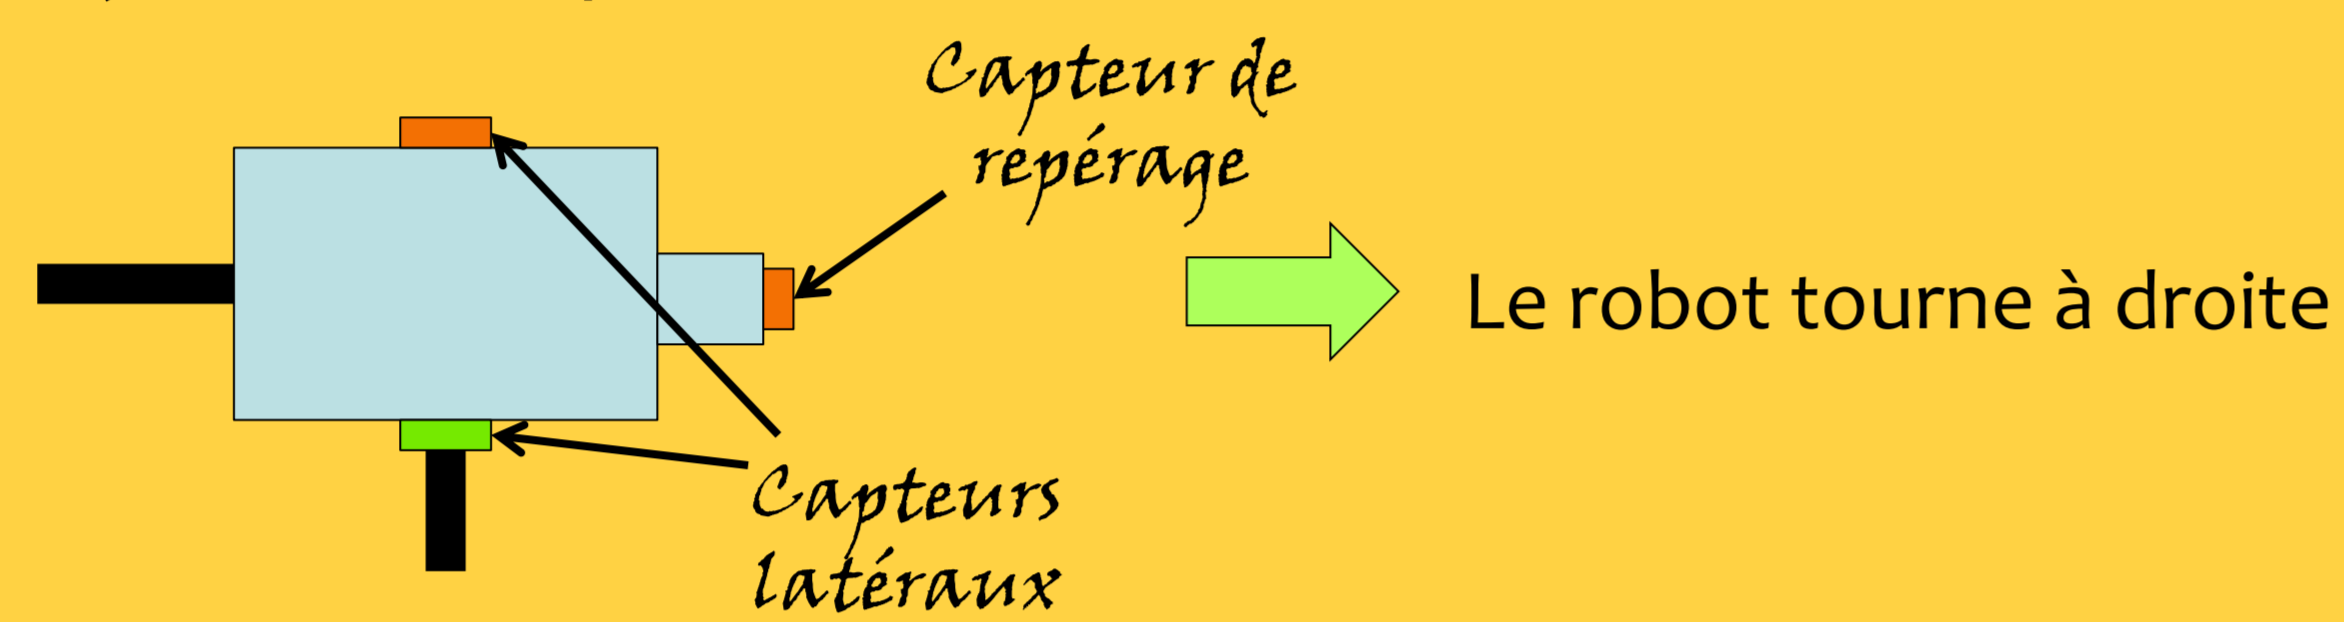 Capteur de
repérage
Le robot tourne à droite
Capteurs
latéraux